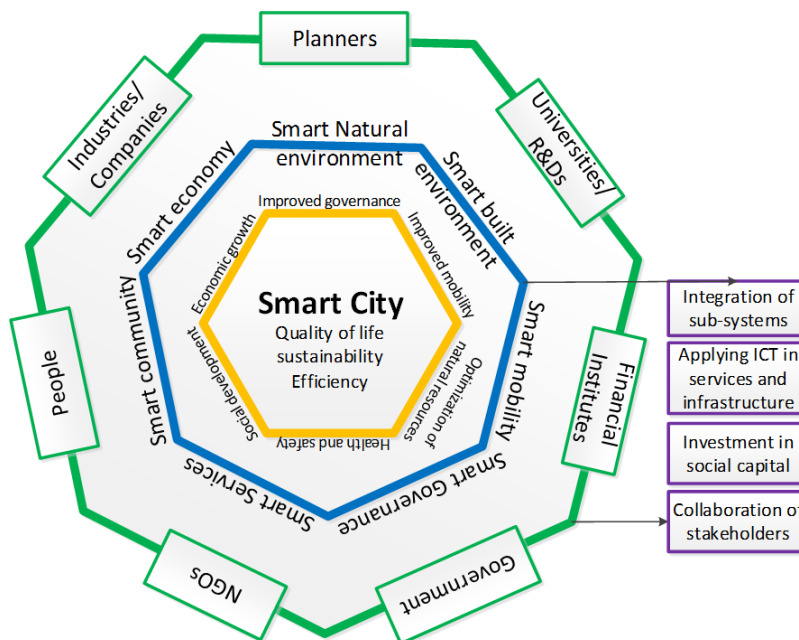 Planners
Universities/
R&Ds
Financial
Institutes
Government
NGOs
People
Industries/
Companies
Smart Natural
environment
Smart built
environment
Smart mobility
Smart Governance
Smart Services
Smart community
Smart economy
Improved governance
Improved mobility
Optimization of
natural resources
Health and safety
Social development
Economic growth
Smart City
Quality of life
sustainability
Efficiency
Integration of
sub-systems
Applying ICT in
services and
infrastructure
Investment in
social capital
Collaboration of
stakeholders